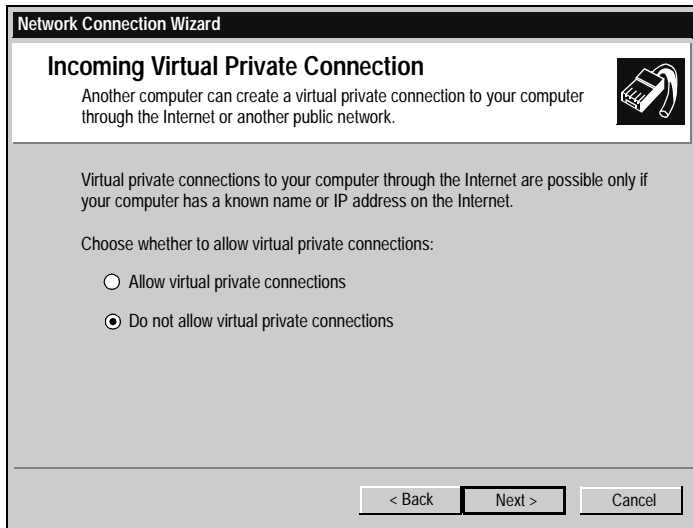 Network Connection Wizard
Incoming Virtual Private Connection
Another computer can create a virtual private connection to your computer
through the Internet or another public network.
Virtual private connections to your computer through the Internet are possible only if
your computer has a known name or IP address on the Internet.
Choose whether to allow virtual private connections:
Allow virtual private connections
Do not allow virtual private connections
< Back
Next >
Cancel